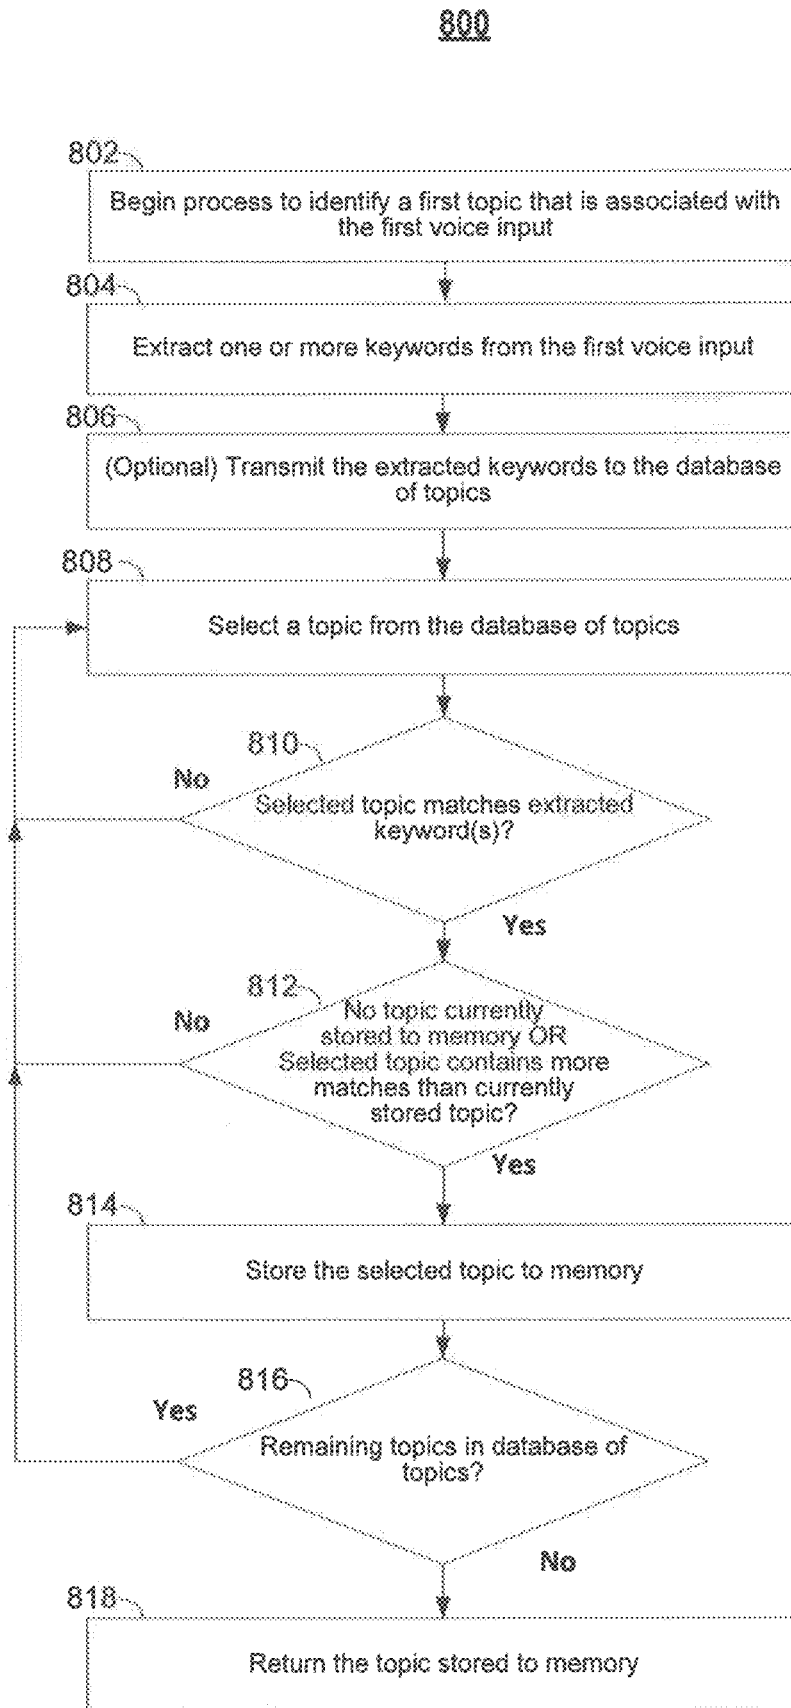 800
802
Begin process to identify a first topic that is associated with
the first voice input
804
Extract one or more keywords from the first voice input
806
(Optional) Transmit the extracted keywords to the database
of topics
808
Select a topic from the database of topics
810
No
Selected topic matches extracted
keyword(s)?
Yes
812
No
No topic currently
stored to memory OR
Selected topic contains more
matches than currently
stored topic?
Yes
814
Store the selected topic to memory
816
Yes
Remaining topics in database of
topics?
No
818
Return the topic stored to memory